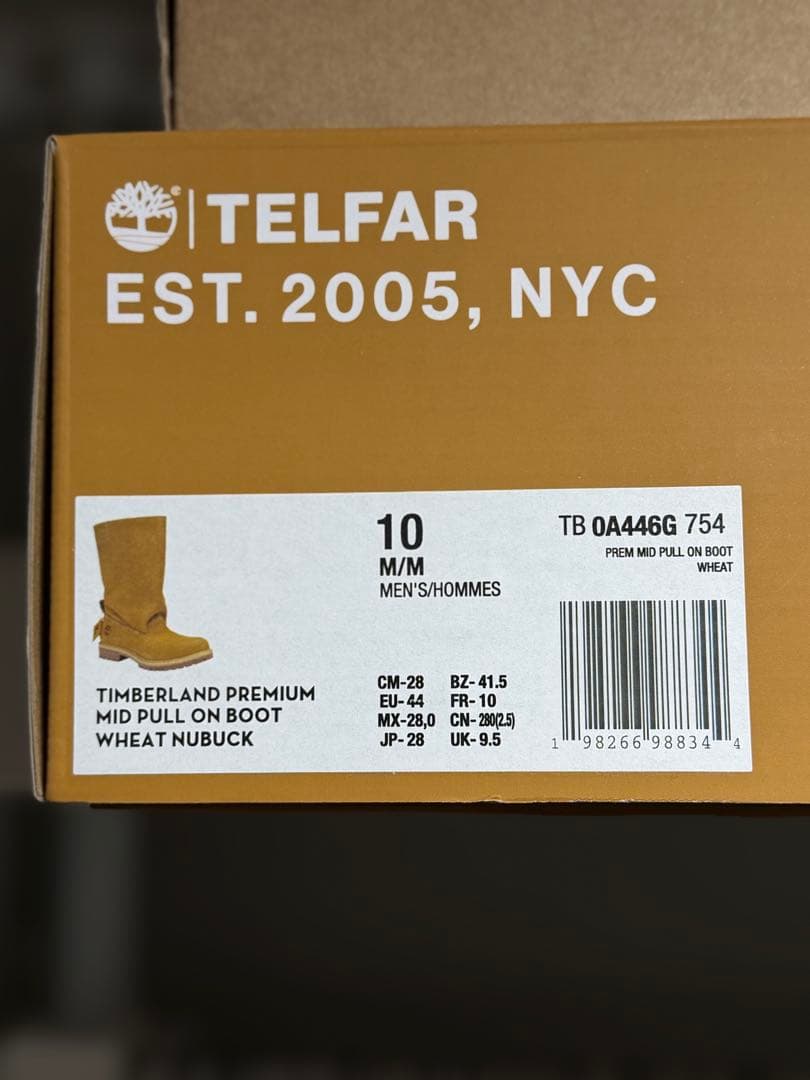 TELFAR
EST. 2005, NYC
10
M/M
MEN'S/HOMMES
TB 0A446G 754
PREM MID PULL ON BOOT
WHEAT
TIMBERLAND PREMIUM
MID PULL ON BOOT
WHEAT NUBUCK
CM-28 BZ-41.5
EU-44 FR-10
MX-28,0 CN-280(2.5)
JP-28 UK-9.5
1 98266 98834 4